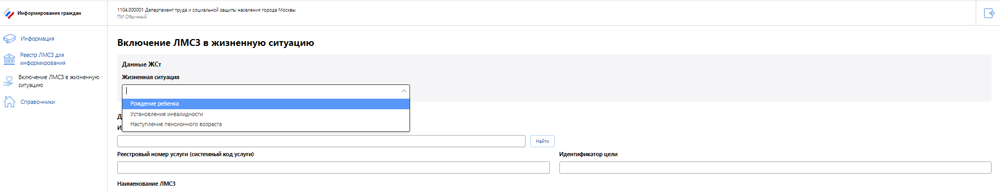 Информирование граждан
1104.000001 Департамент труда и социальной защиты населения города Москвы
ПИ Обычный
Информация
Реестр ЛМСЗ для
информирования
Включение ЛМСЗ в жизненную
ситуацию
Справочники
Включение ЛМСЗ в жизненную ситуацию
Данные ЖСт
Жизненная ситуация
Рождение ребенка
Установление инвалидности
Наступление пенсионного возраста
Найти
Реестровый номер услуги (системный код услуги)
Идентификатор цели
Наименование ЛМСЗ